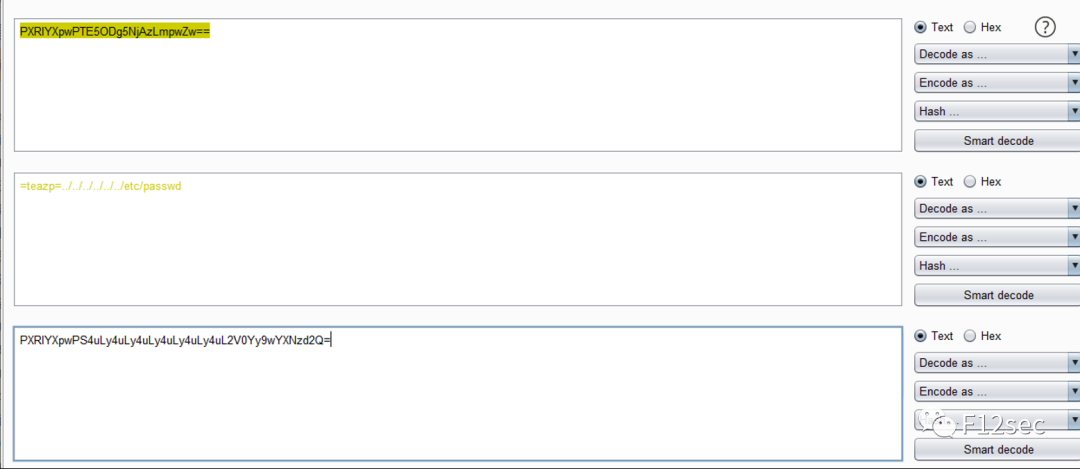 PXRlYXpwPTE5ODg5NjAzLmpwZw==
Text Hex ?
Decode as ...
Encode as ...
Hash ...
Smart decode
=teazp=../../../../../../etc/passwd
Text Hex
Decode as ...
Encode as ...
Hash ...
Smart decode
PXRlYXpwPS4uLy4uLy4uLy4uLy4uLy4uL2V0Yy9wYXNzd2Q=
Text Hex
Decode as ...
Encode as ...
F12sec
Smart decode